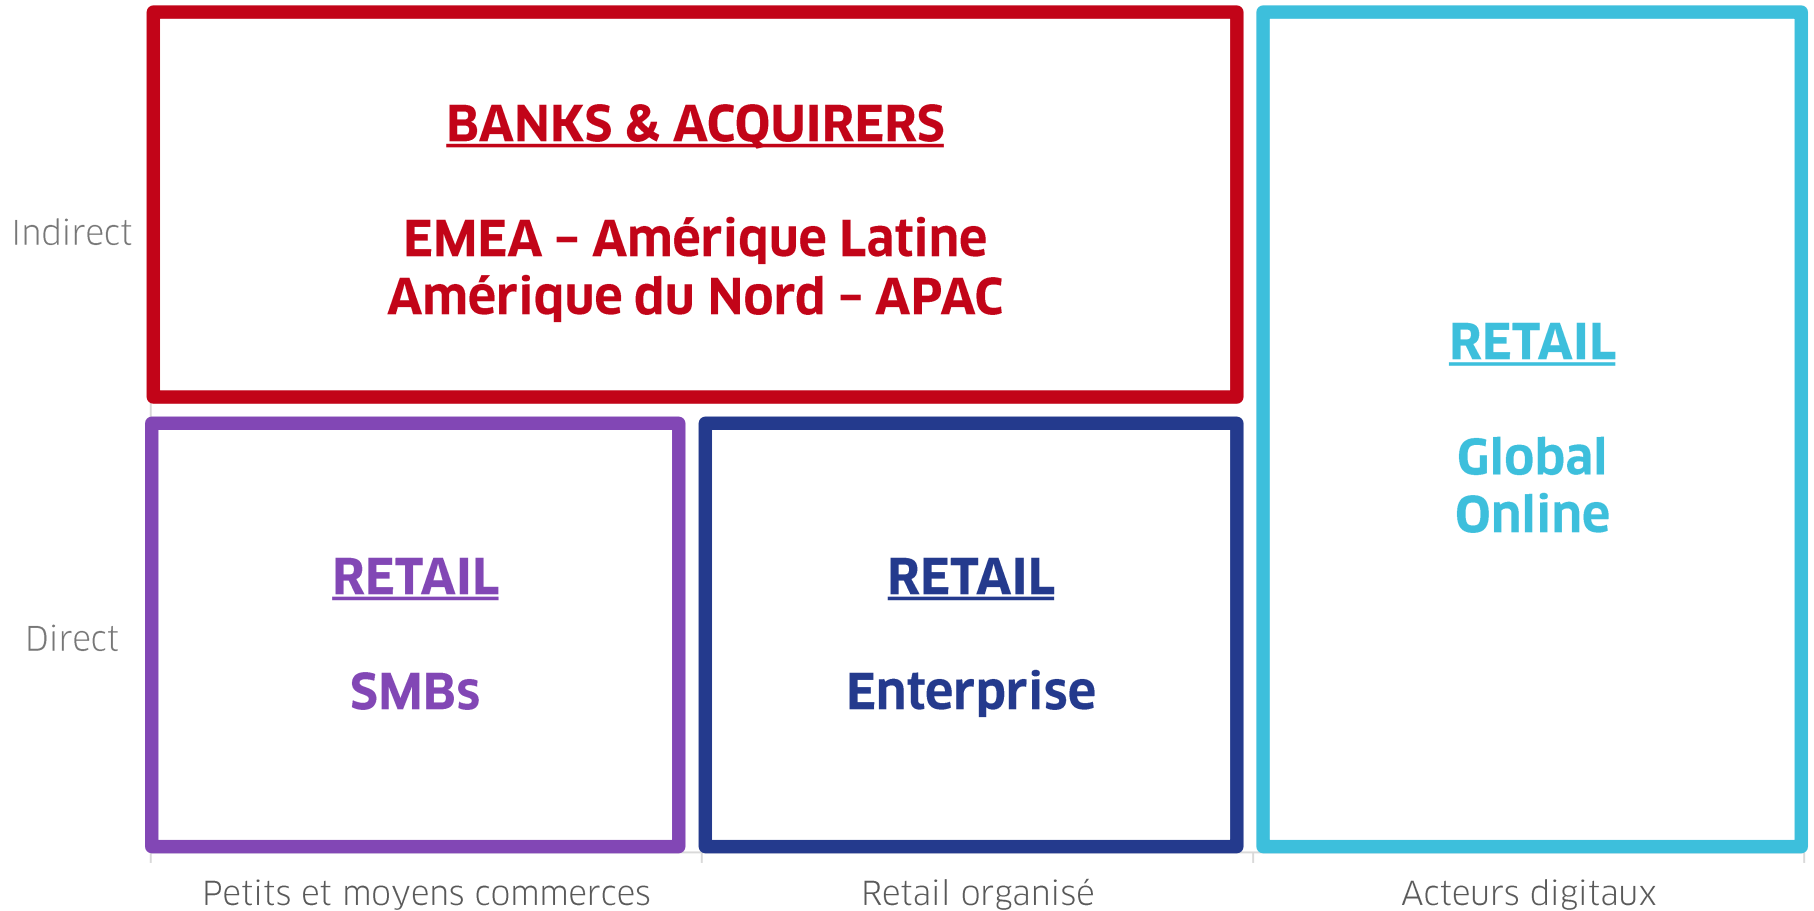 Indirect
BANKS & ACQUIRERS
EMEA – Amérique Latine
Amérique du Nord – APAC
RETAIL
Global
Online
Direct
RETAIL
SMBs
RETAIL
Enterprise
Petits et moyens commerces
Retail organisé
Acteurs digitaux